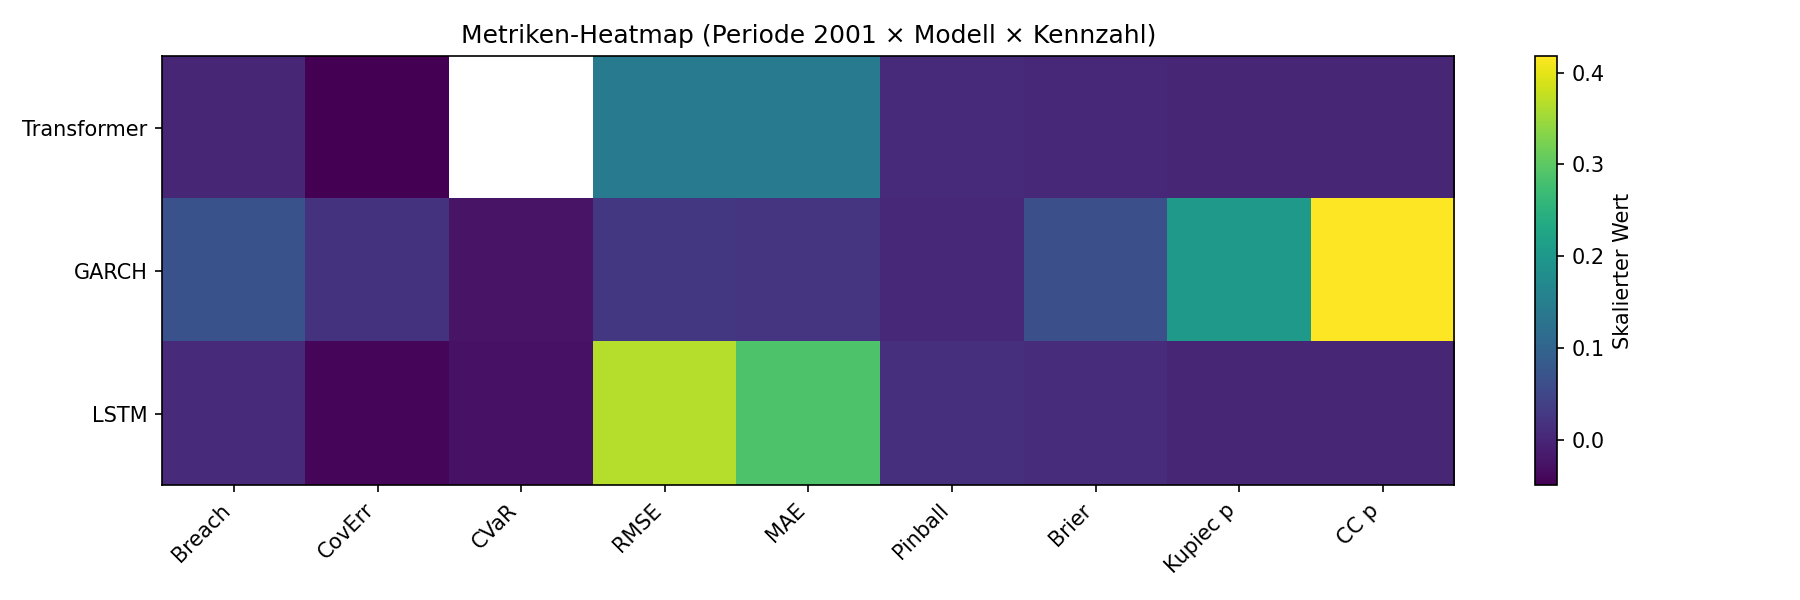 Metriken-Heatmap (Periode 2001 × Modell × Kennzahl)
Transformer
GARCH
LSTM
Breach
CovErr
CVaR
RMSE
MAE
Pinball
Brier
Kupiec p
CC p
0.4
0.3
0.2
0.1
0.0
Skalierter Wert